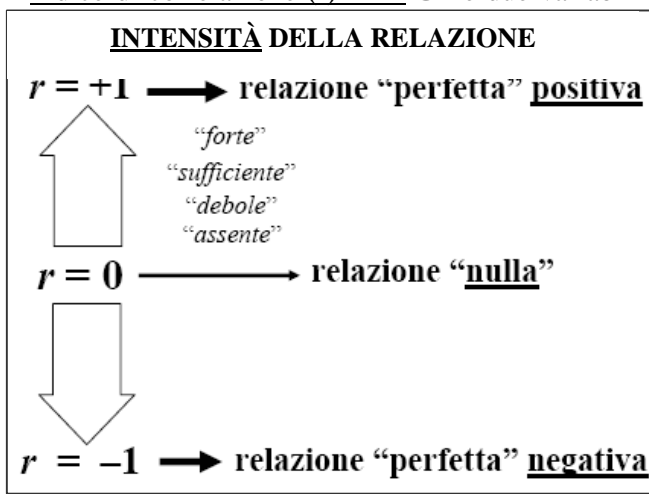 INTENSITÀ DELLA RELAZIONE
r = +1 relazione “perfetta” positiva
“forte”
“sufficiente”
“debole”
“assente”
r = 0 relazione “nulla”
r = –1 relazione “perfetta” negativa